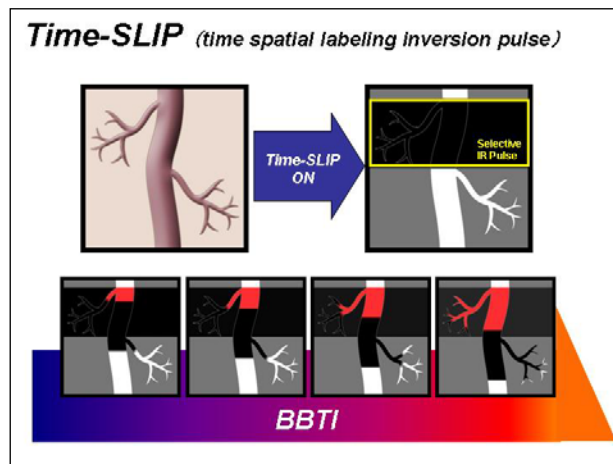 Time-SLIP (time spatial labeling inversion pulse)
Time-SLIP
ON
Selective
IR Pulse
BBTI